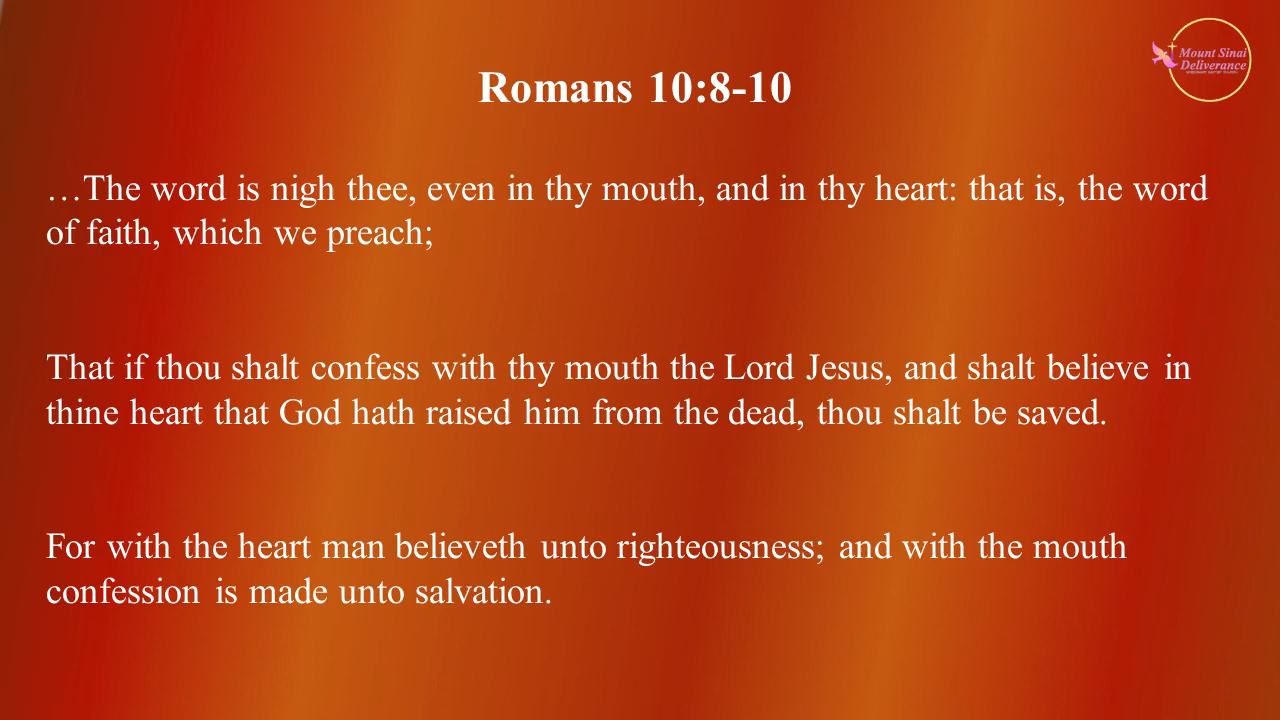 Mount Sinai
Deliverance
Romans 10:8-10
…The word is nigh thee, even in thy mouth, and in thy heart: that is, the word
of faith, which we preach;
That if thou shalt confess with thy mouth the Lord Jesus, and shalt believe in
thine heart that God hath raised him from the dead, thou shalt be saved.
For with the heart man believeth unto righteousness; and with the mouth
confession is made unto salvation.